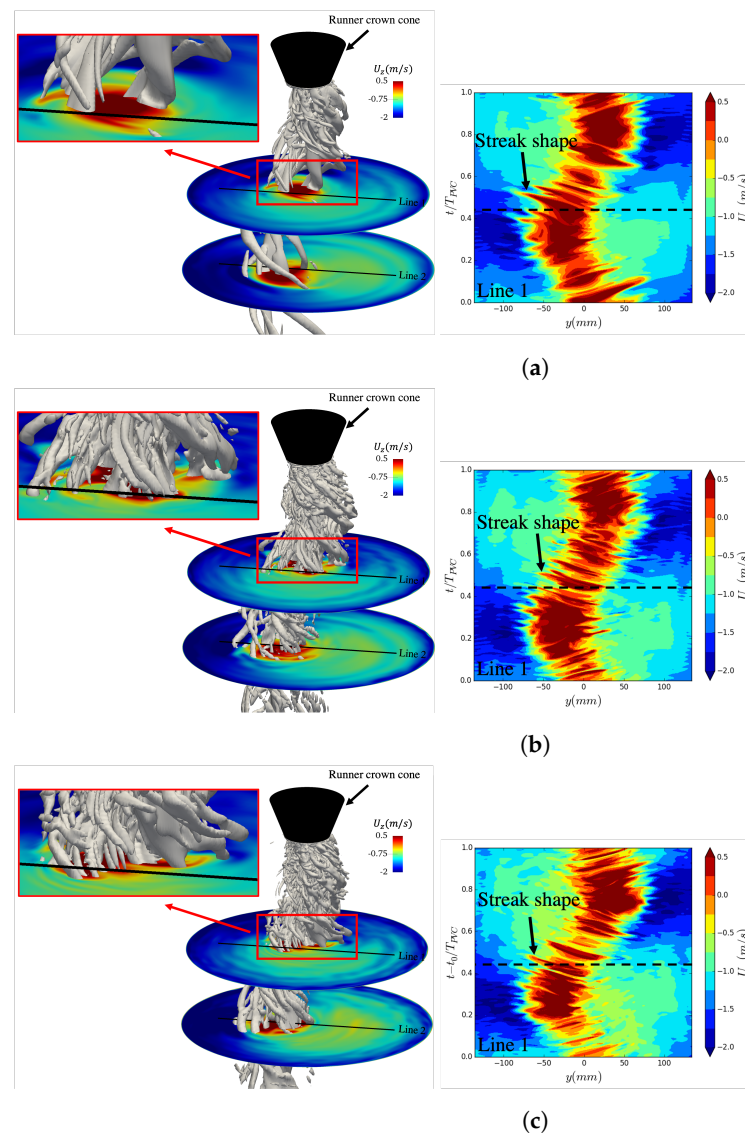 Runner crown cone
U_z(m/s)
0.5
-0.75
-2
Line 1
Line 2
1.0
0.8
0.6
0.4
0.2
0.0
t/T_PVC
Streak shape
Line 1
−100
−50
0
50
100
y(mm)
0.5
0.0
−0.5
−1.0
−1.5
−2.0
(m/s)
(a)
Runner crown cone
U_z(m/s)
0.5
-0.75
-2
Line
Line 2
1.0
0.8
0.6
0.4
0.2
0.0
t/T_PVC
Streak shape
Line 1
−100
−50
0
50
100
y(mm)
0.5
0.0
−0.5
−1.0
−1.5
−2.0
(m/s)
(b)
Runner crown cone
U_z(m/s)
0.5
-0.75
-2
Line 1
Line 2
1.0
0.8
0.6
0.4
0.2
0.0
t−t_0/T_PVC
Streak shape
Line 1
−100
−50
0
50
100
y(mm)
0.5
0.0
−0.5
−1.0
−1.5
−2.0
(m/s)
(c)